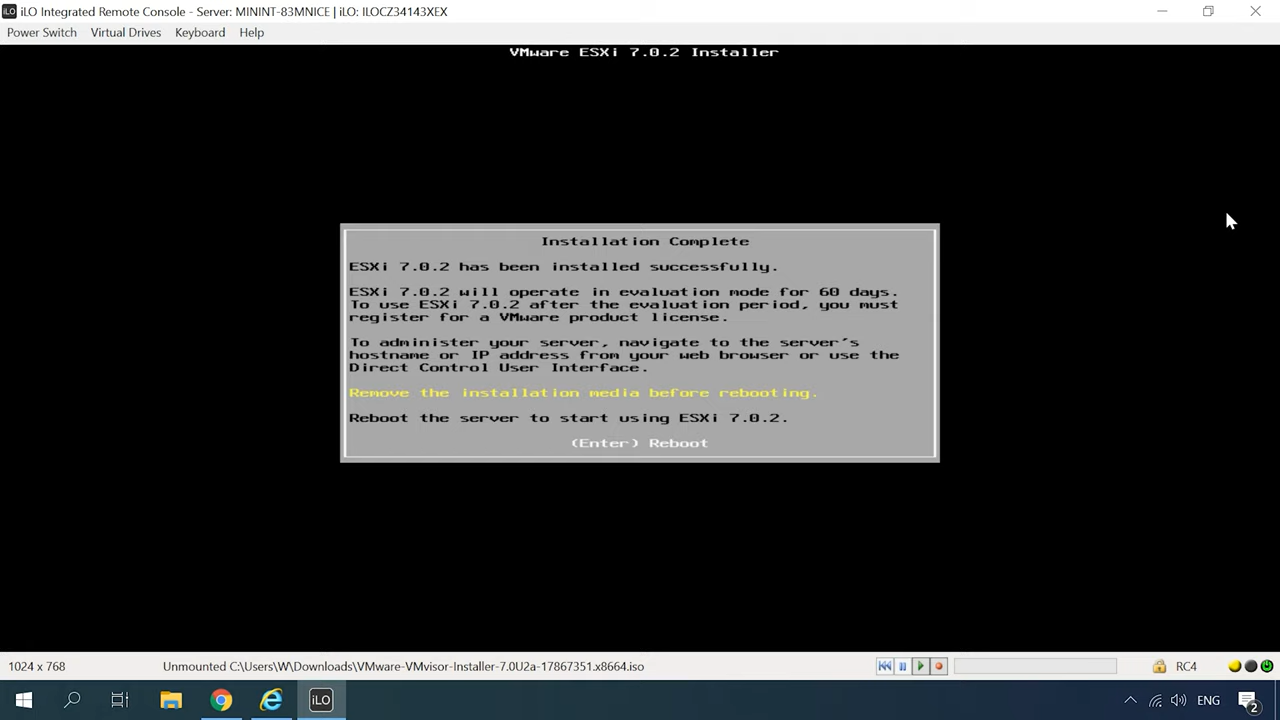 iLO Integrated Remote Console - Server: MININT-83MNICE | iLO: ILOCZ34143XEX
Power Switch Virtual Drives Keyboard Help
VMware ESXi 7.0.2 Installer
Installation Complete
ESXi 7.0.2 has been installed successfully.
ESXi 7.0.2 will operate in evaluation mode for 60 days.
To use ESXi 7.0.2 after the evaluation period, you must
register for a VMware product license.
To administer your server, navigate to the server's
hostname or IP address from your web browser or use the
Direct Control User Interface.
Remove the installation media before rebooting.
Reboot the server to start using ESXi 7.0.2.
(Enter) Reboot
1024 x 768 Unmounted C:\Users\W\Downloads\VMware-VMvisor-Installer-7.0U2a-17867351.x8664.iso RC4
iLO ENG 2